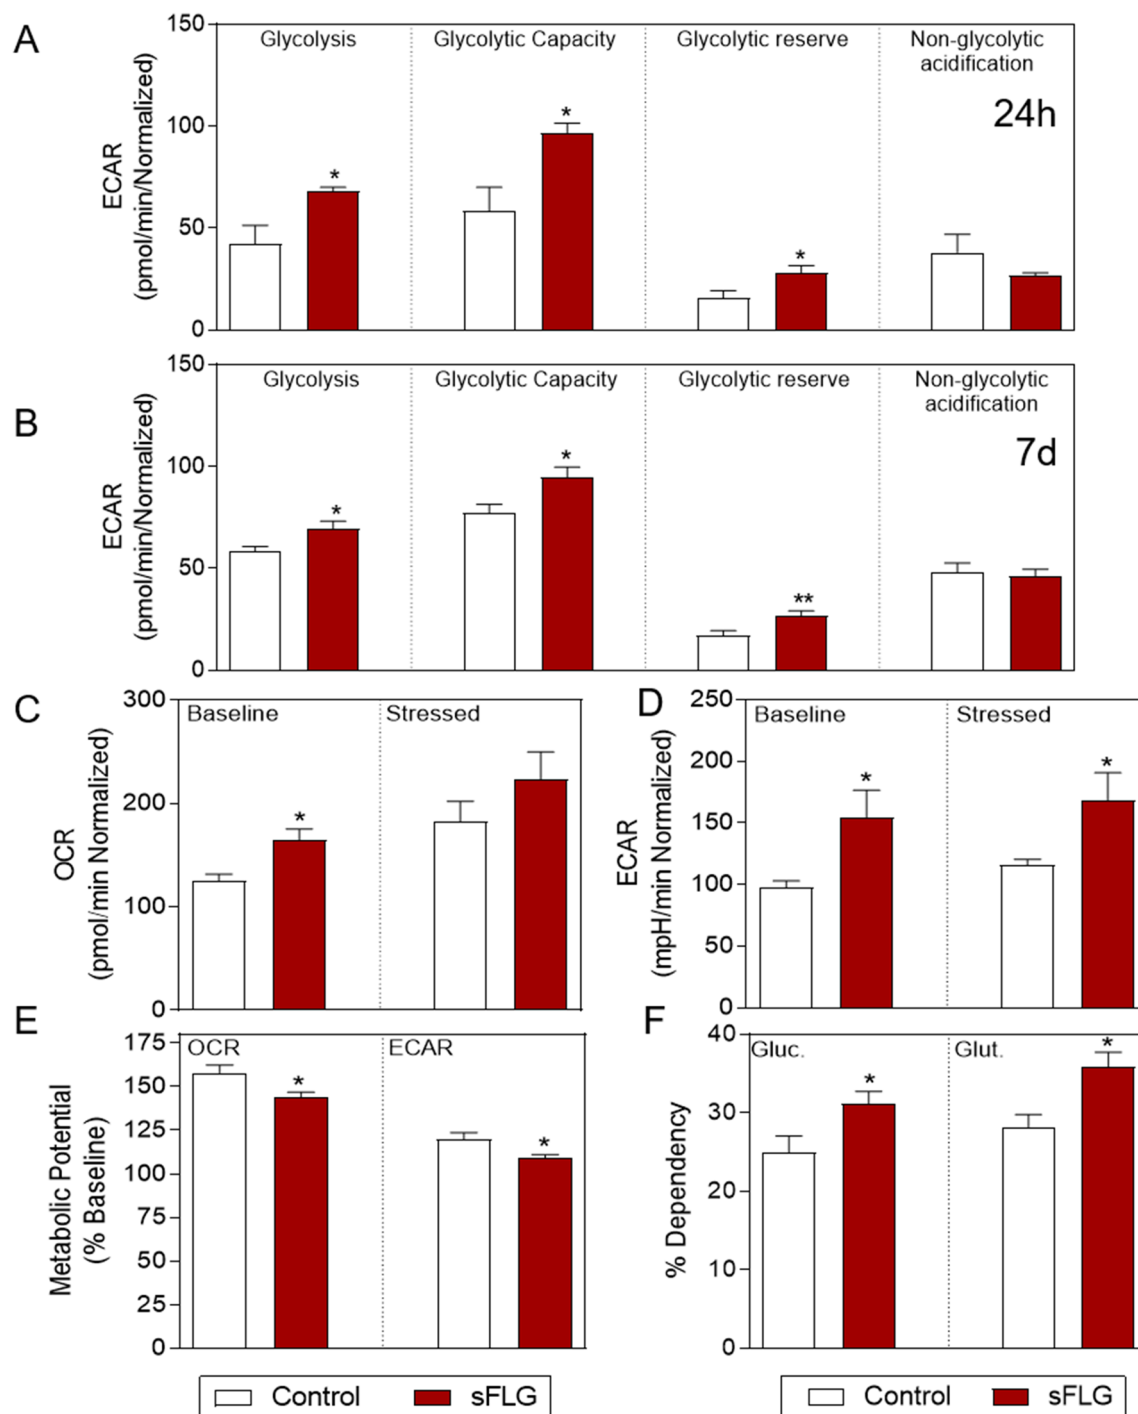 A
ECAR
(pmol/min/Normalized)
150
100
50
0
Glycolysis
Glycolytic Capacity
Glycolytic reserve
Non-glycolytic
acidification
24h
*
*
*
B
ECAR
(pmol/min/Normalized)
150
100
50
0
Glycolysis
Glycolytic Capacity
Glycolytic reserve
Non-glycolytic
acidification
7d
*
*
**
C
OCR
(pmol/min Normalized)
300
200
100
0
Baseline
Stressed
*
D
ECAR
(mpH/min Normalized)
250
200
150
100
50
0
Baseline
Stressed
*
*
E
Metabolic Potential
(% Baseline)
175
150
125
100
75
50
25
0
OCR
ECAR
*
*
F
% Dependency
40
30
20
10
0
Gluc.
Glut.
*
*
Control sFLG
Control sFLG